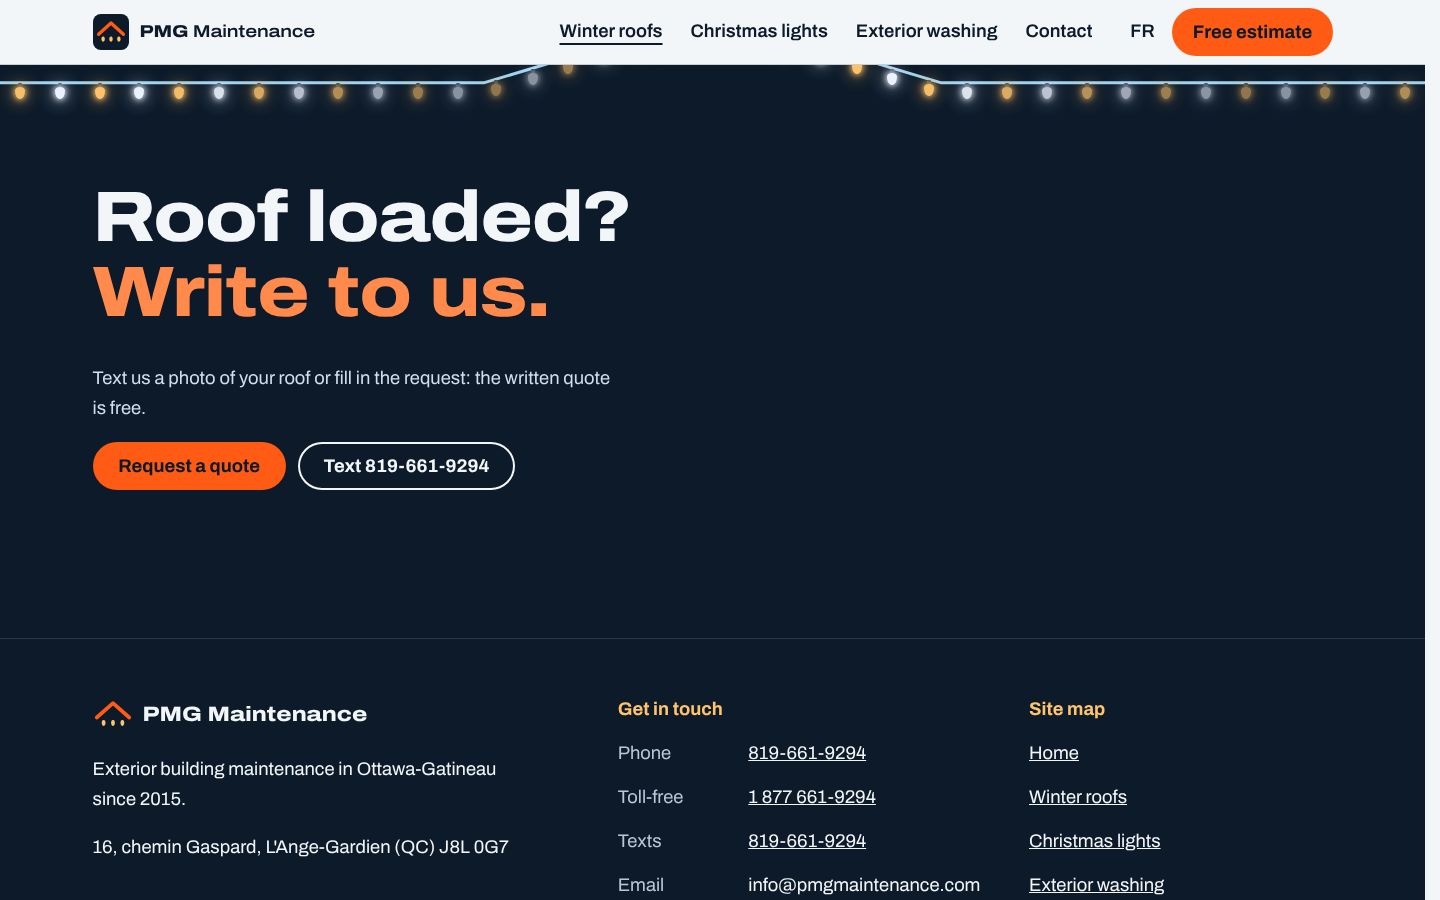 PMG Maintenance
Winter roofs
Christmas lights
Exterior washing
Contact
FR
Free estimate
Roof loaded?
Write to us.
Text us a photo of your roof or fill in the request: the written quote
is free.
Request a quote
Text 819-661-9294
PMG Maintenance
Exterior building maintenance in Ottawa-Gatineau
since 2015.
16, chemin Gaspard, L'Ange-Gardien (QC) J8L 0G7
Get in touch
Phone 819-661-9294
Toll-free 1 877 661-9294
Texts 819-661-9294
Email info@pmgmaintenance.com
Site map
Home
Winter roofs
Christmas lights
Exterior washing